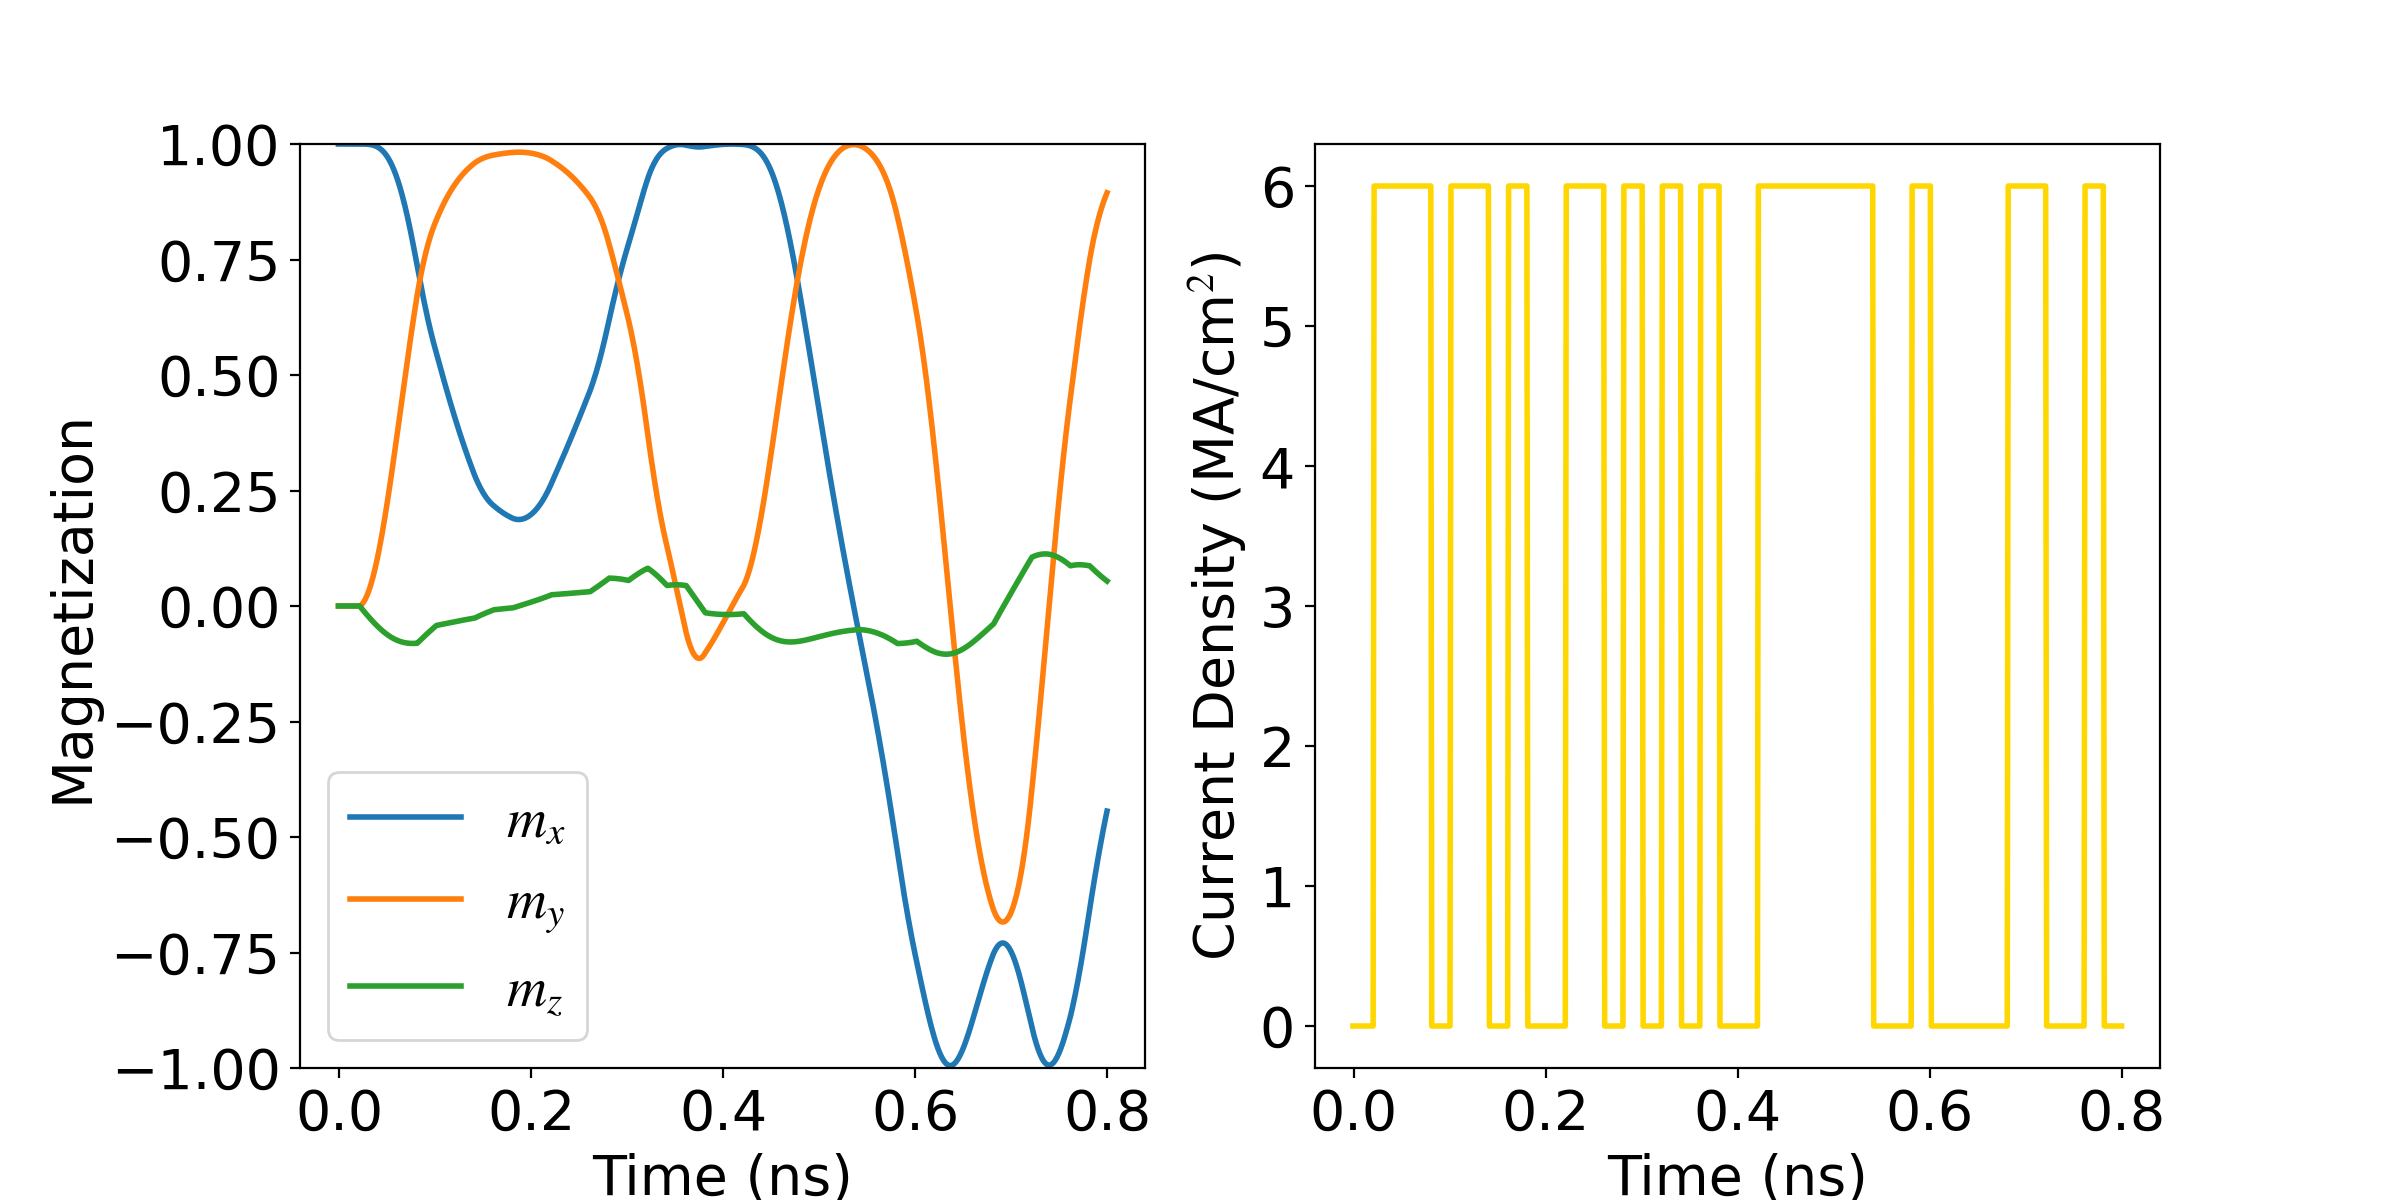 Magnetization
1.00
0.75
0.50
0.25
0.00
−0.25
−0.50
−0.75
−1.00
0.0 0.2 0.4 0.6 0.8
Time (ns)
m_x
m_y
m_z
Current Density (MA/cm²)
6
5
4
3
2
1
0
0.0 0.2 0.4 0.6 0.8
Time (ns)